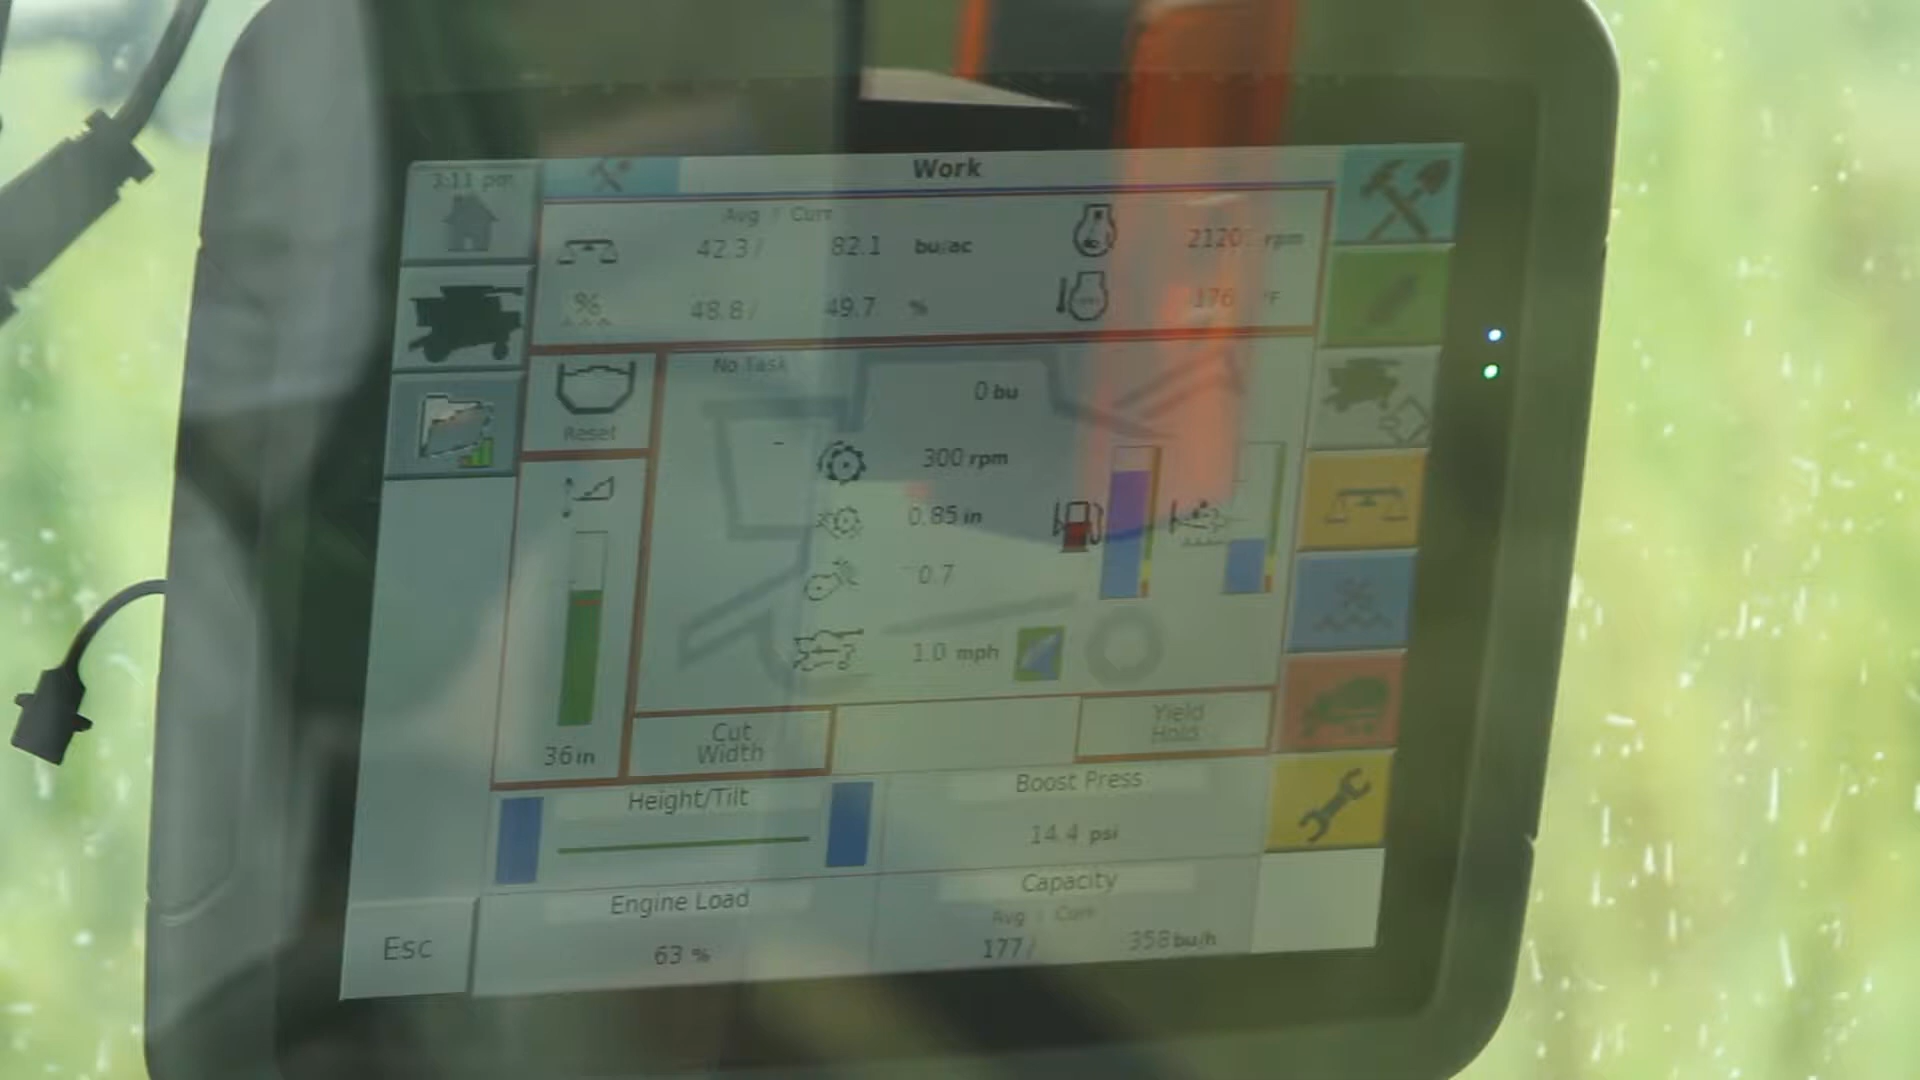 3:11 pm
Work
Avg / Curr
42.3 / 82.1 bu/ac
2120 rpm
% 48.8 / 49.7 %
176 °F
No Task
0 bu
Reset
300 rpm
0.85 in
0.7
1.0 mph
36 in
Cut
Width
Yield
Hold
Height/Tilt
Boost Press
14.4 psi
Engine Load
63 %
Capacity
Avg / Curr
177 / 358 bu/h
Esc